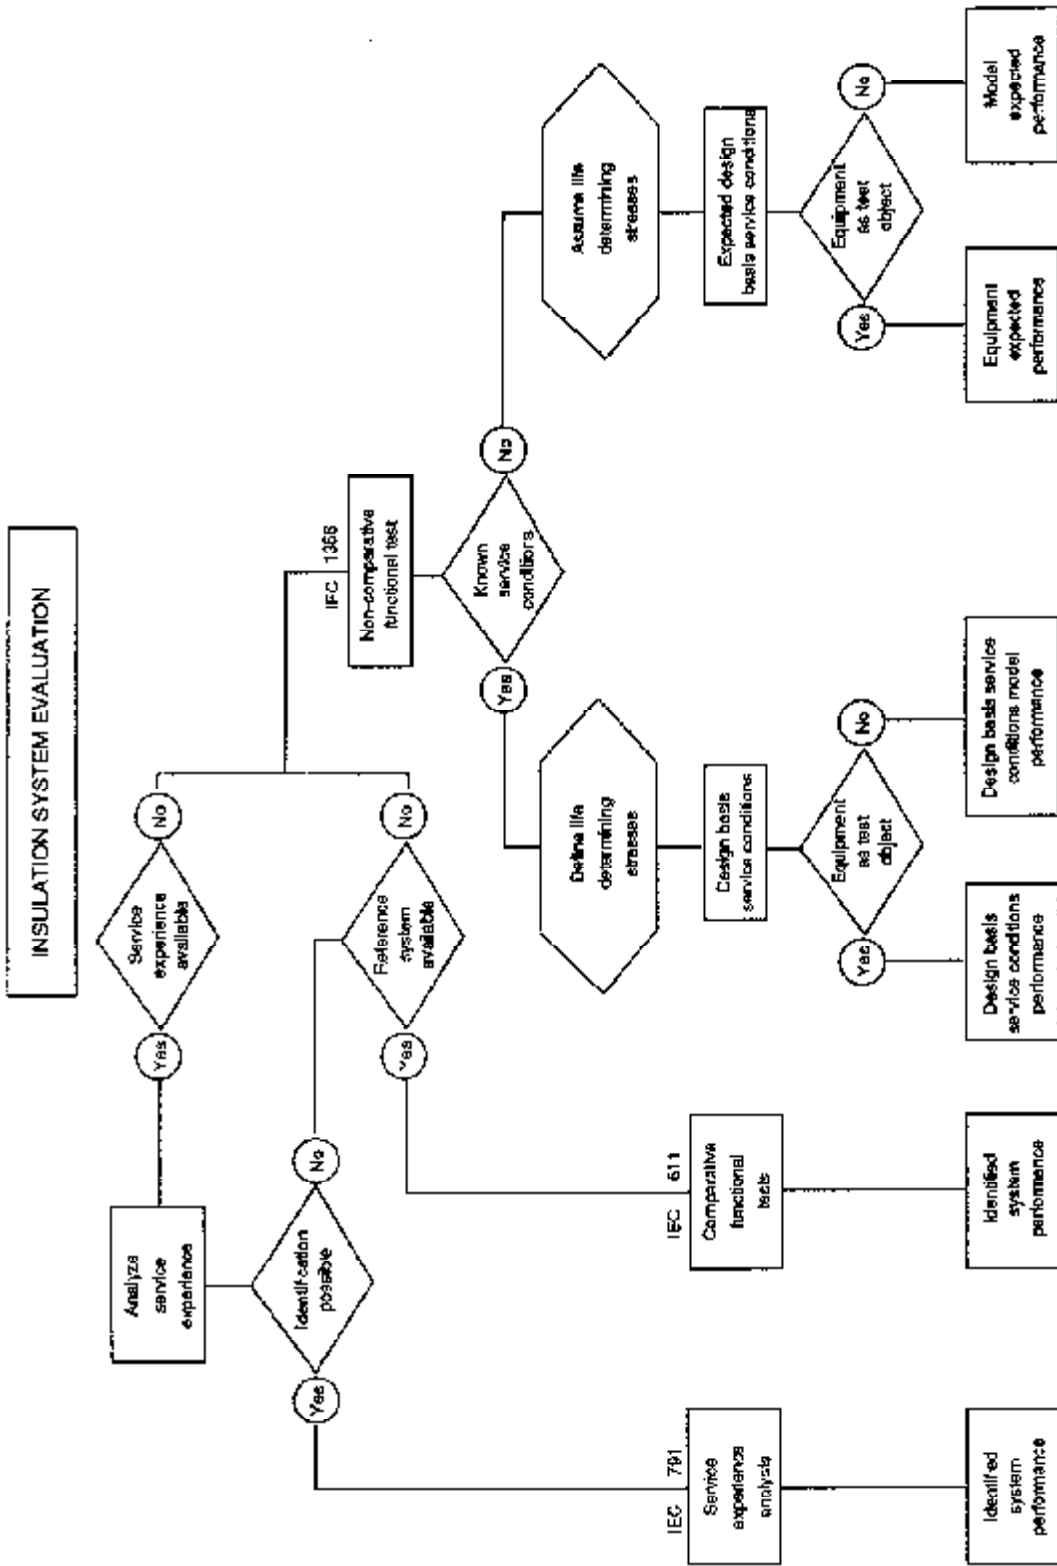 INSULATION SYSTEM EVALUATION
Service
experience
available
Yes
No
Analyze
service
experience
Identification
possible
Yes
No
Reference
system
available
Yes
No
IEC 1356
Non-comparative
functional test
Known
service
conditions
Yes
No
Define life
determining
stresses
Assume life
determining
stresses
IEC 791
Service
experience
analysis
IEC 611
Comparative
functional
tests
Design basis
service conditions
Expected design
basis service conditions
Equipment
as test
object
Yes
No
Equipment
as test
object
Yes
No
Identified
system
performance
Identified
system
performance
Design basis
service conditions
performance
Design basis service
conditions model
performance
Equipment
expected
performance
Model
expected
performance